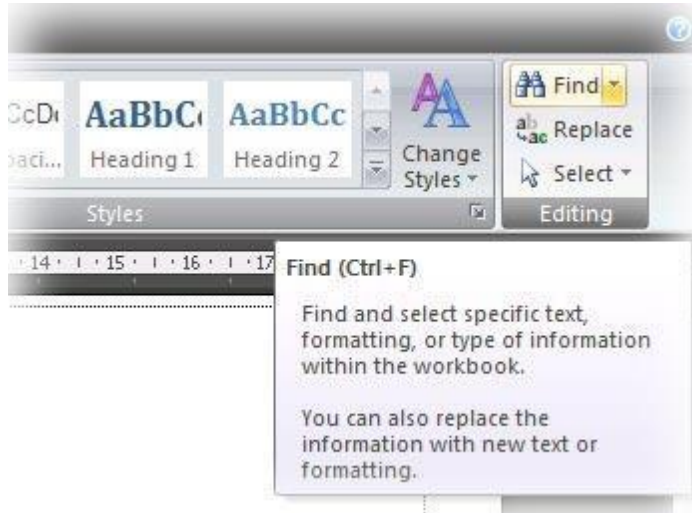 Find
Replace
Select
CcDc AaBbCc AaBbCc
Heading 1 Heading 2
Change
Styles
Styles
Editing
14 15 16 17
Find (Ctrl+F)
Find and select specific text,
formatting, or type of information
within the workbook.
You can also replace the
information with new text or
formatting.